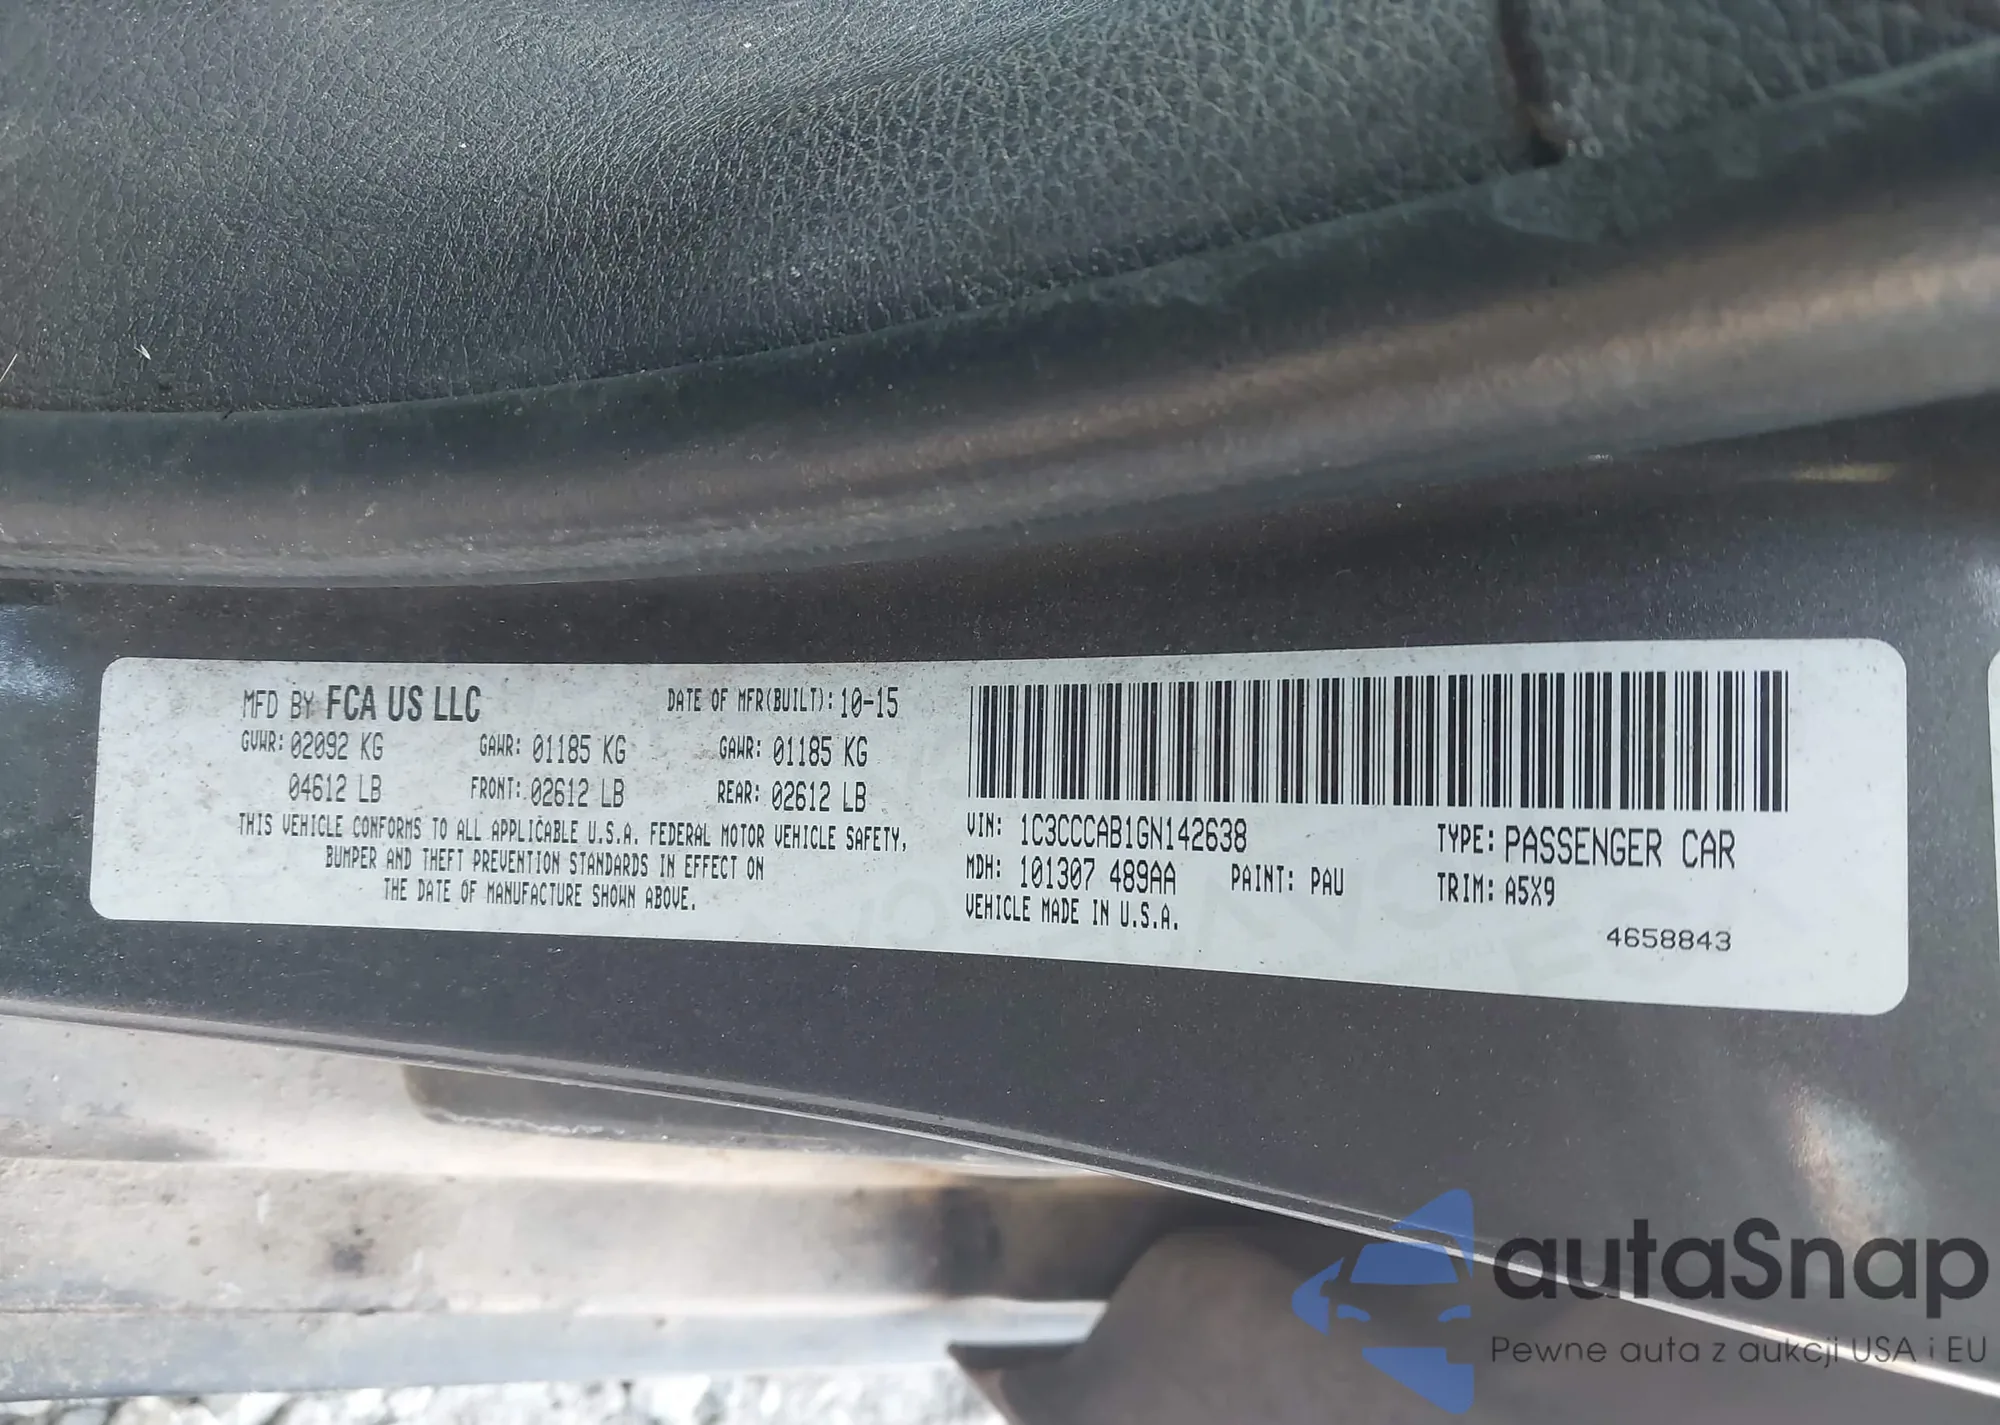 MFD BY FCA US LLC DATE OF MFR(BUILT): 10-15
GVWR: 02092 KG GAWR: 01185 KG GAWR: 01185 KG
04612 LB FRONT: 02612 LB REAR: 02612 LB
THIS VEHICLE CONFORMS TO ALL APPLICABLE U.S.A. FEDERAL MOTOR VEHICLE SAFETY,
BUMPER AND THEFT PREVENTION STANDARDS IN EFFECT ON
THE DATE OF MANUFACTURE SHOWN ABOVE.
VIN: 1C3CCCAB1GN142638 TYPE: PASSENGER CAR
MDH: 101307 489AA PAINT: PAU TRIM: A5X9
VEHICLE MADE IN U.S.A.
4658843
autaSnap
Pewne auta z aukcji USA i EU